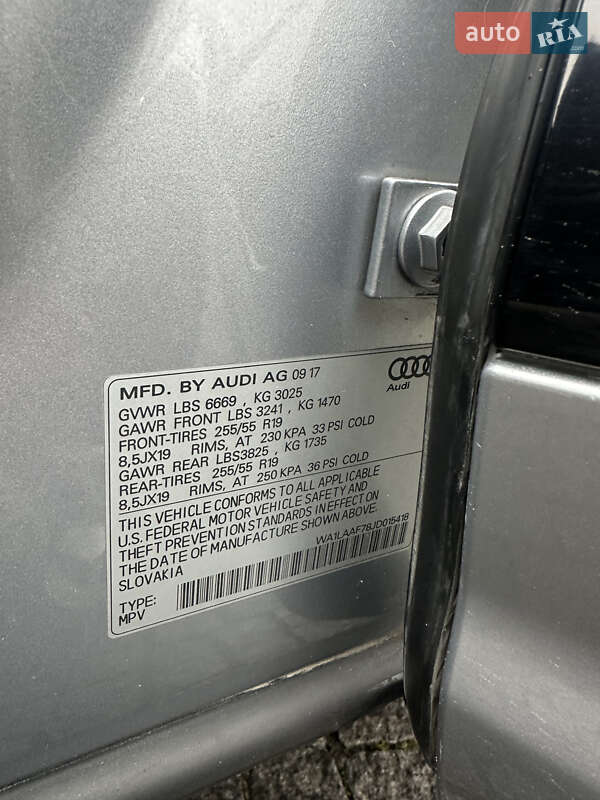 auto RIA
MFD. BY AUDI AG 09 17
Audi
GVWR LBS 6669 , KG 3025
GAWR FRONT LBS 3241 , KG 1470
FRONT-TIRES 255/55 R19
8,5JX19 RIMS, AT 230 KPA 33 PSI COLD
GAWR REAR LBS3825 , KG 1735
REAR-TIRES 255/55 R19
8,5JX19 RIMS, AT 250 KPA 36 PSI COLD
THIS VEHICLE CONFORMS TO ALL APPLICABLE
U.S. FEDERAL MOTOR VEHICLE SAFETY AND
THEFT PREVENTION STANDARDS IN EFFECT ON
THE DATE OF MANUFACTURE SHOWN ABOVE.
SLOVAKIA
WA1LAAF78JD015416
TYPE:
MPV